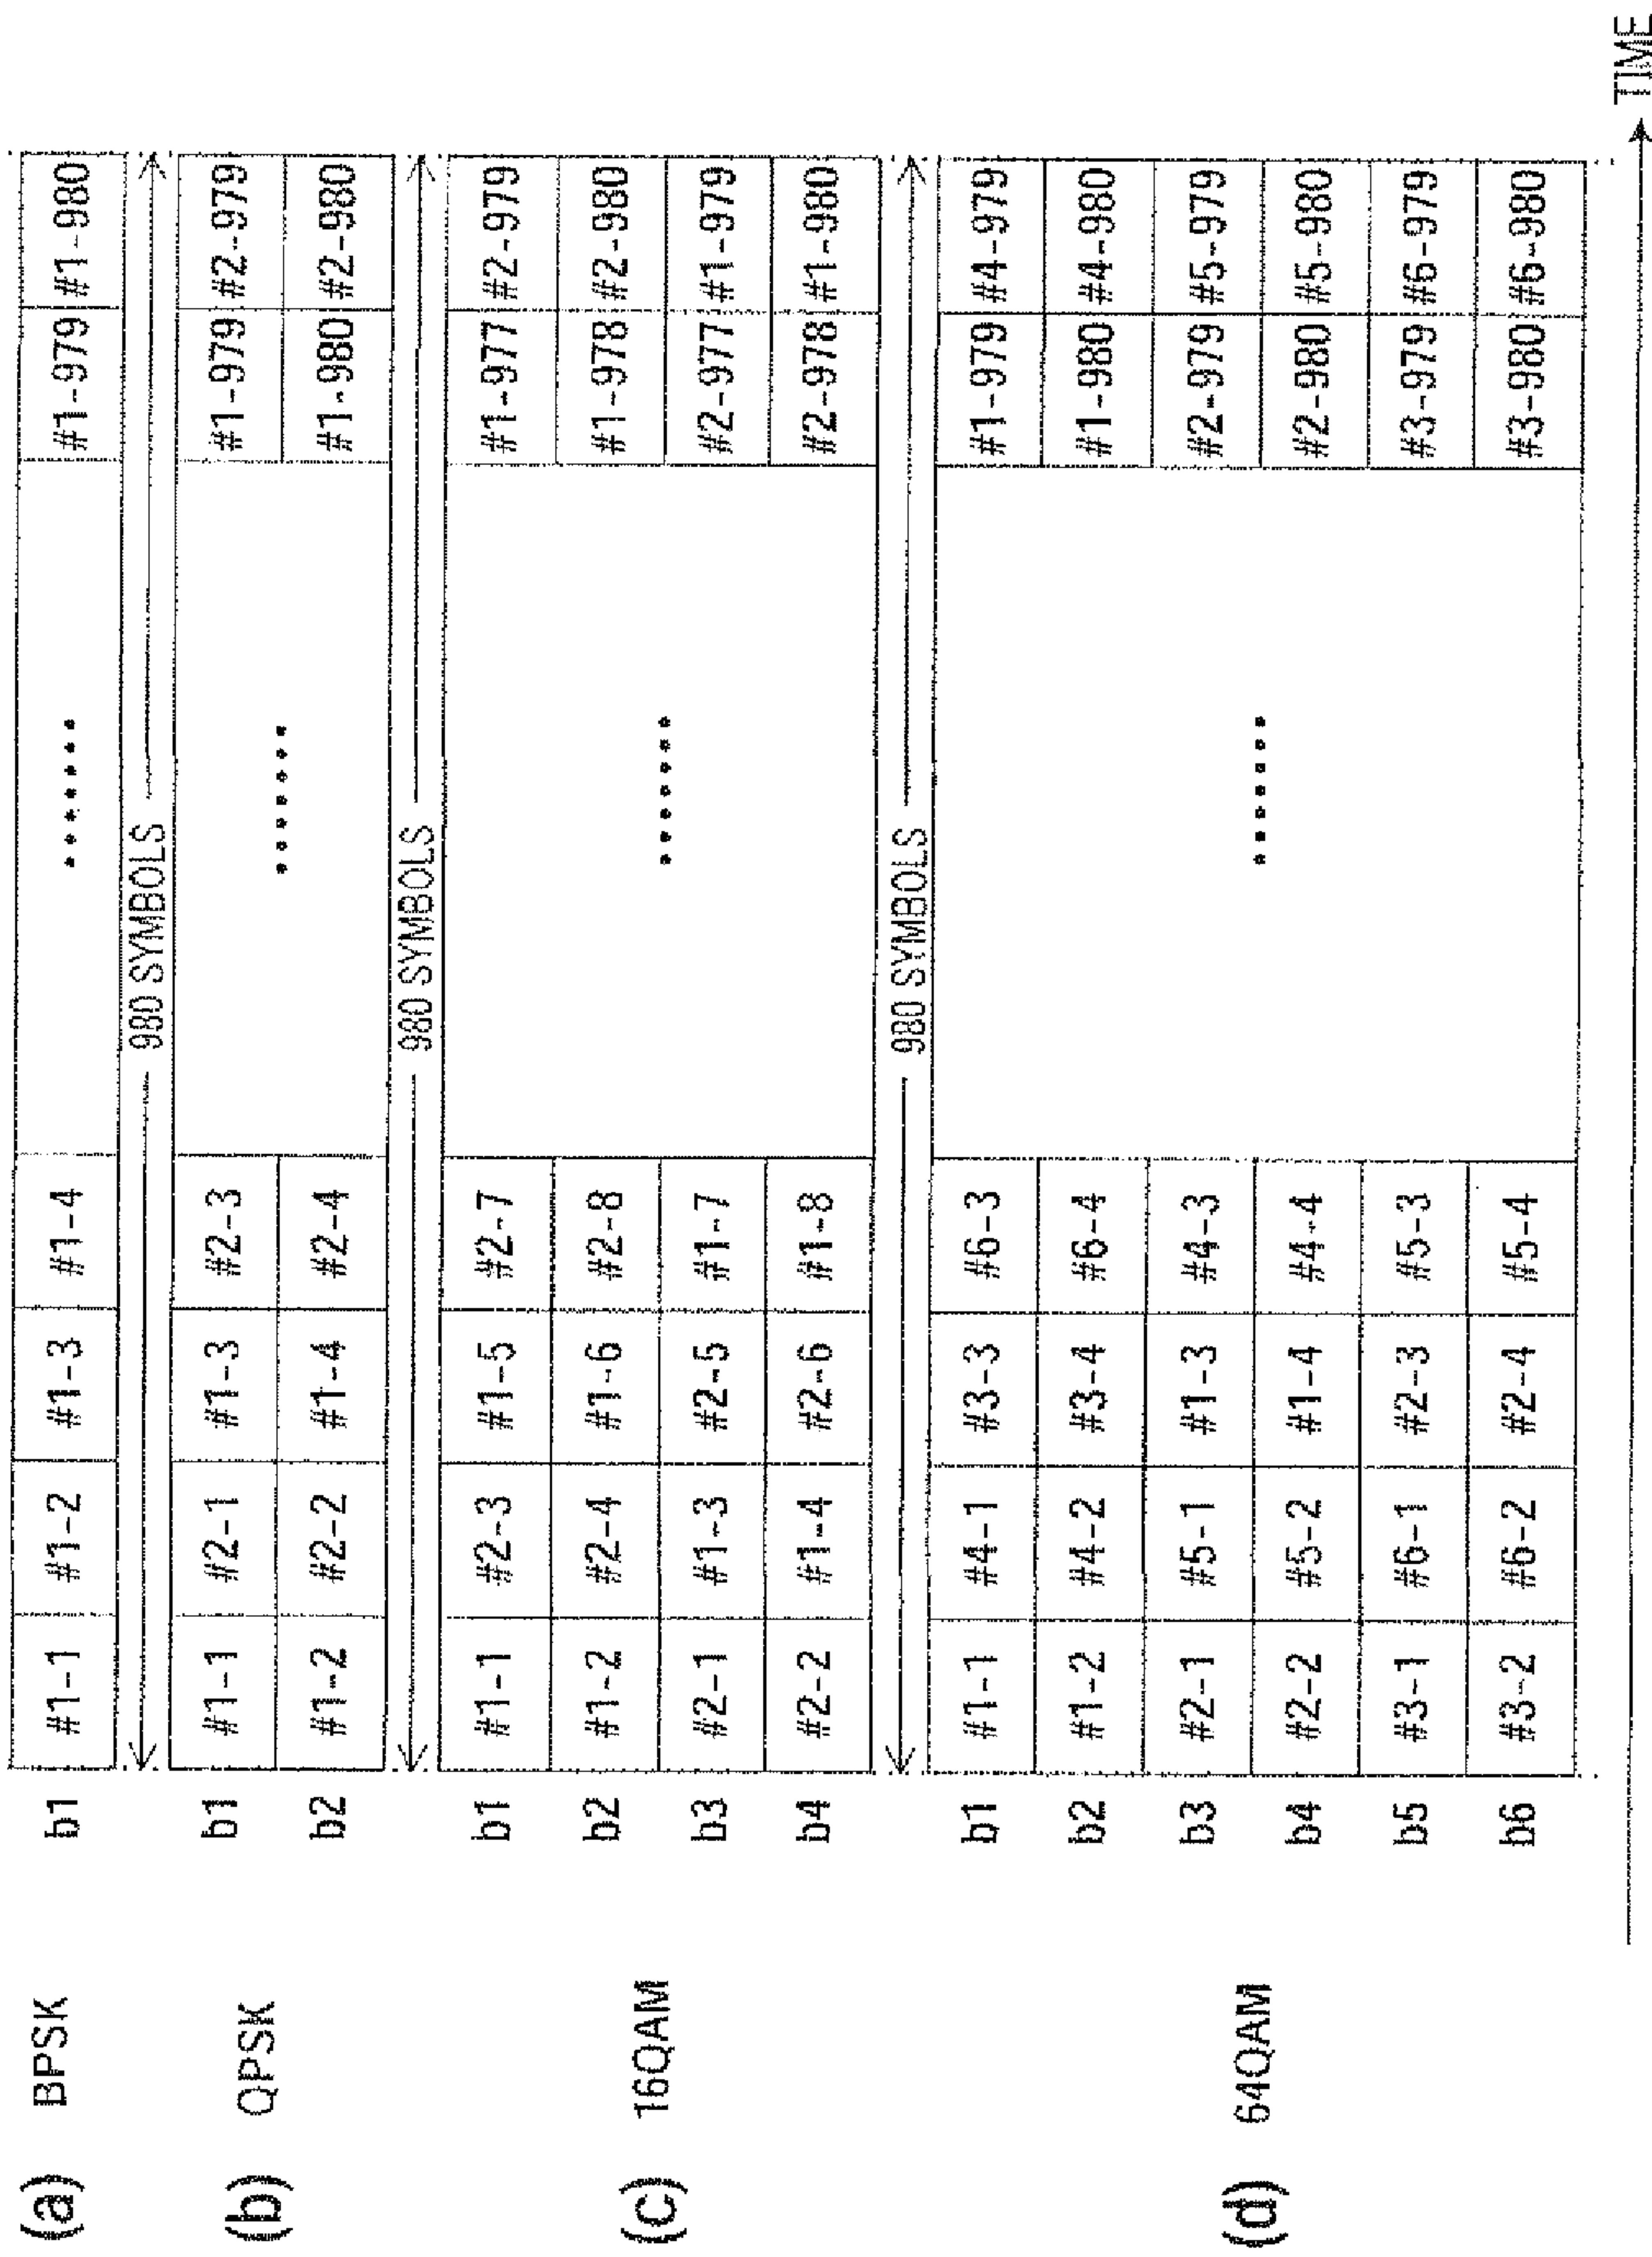 (a) BPSK
b1 #1-1 #1-2 #1-3 #1-4 ······· #1-979 #1-980
980 SYMBOLS
(b) QPSK
b1 #1-1 #2-1 #1-3 #2-3 ······· #1-979 #2-979
b2 #1-2 #2-2 #1-4 #2-4 #1-980 #2-980
980 SYMBOLS
(c) 16QAM
b1 #1-1 #2-3 #1-5 #2-7 ······· #1-977 #2-979
b2 #1-2 #2-4 #1-6 #2-8 #1-978 #2-980
b3 #2-1 #1-3 #2-5 #1-7 #2-977 #1-979
b4 #2-2 #1-4 #2-6 #1-8 #2-978 #1-980
980 SYMBOLS
(d) 64QAM
b1 #1-1 #4-1 #3-3 #6-3 ······· #1-979 #4-979
b2 #1-2 #4-2 #3-4 #6-4 #1-980 #4-980
b3 #2-1 #5-1 #1-3 #4-3 #2-979 #5-979
b4 #2-2 #5-2 #1-4 #4-4 #2-980 #5-980
b5 #3-1 #6-1 #2-3 #5-3 #3-979 #6-979
b6 #3-2 #6-2 #2-4 #5-4 #3-980 #6-980
TIME